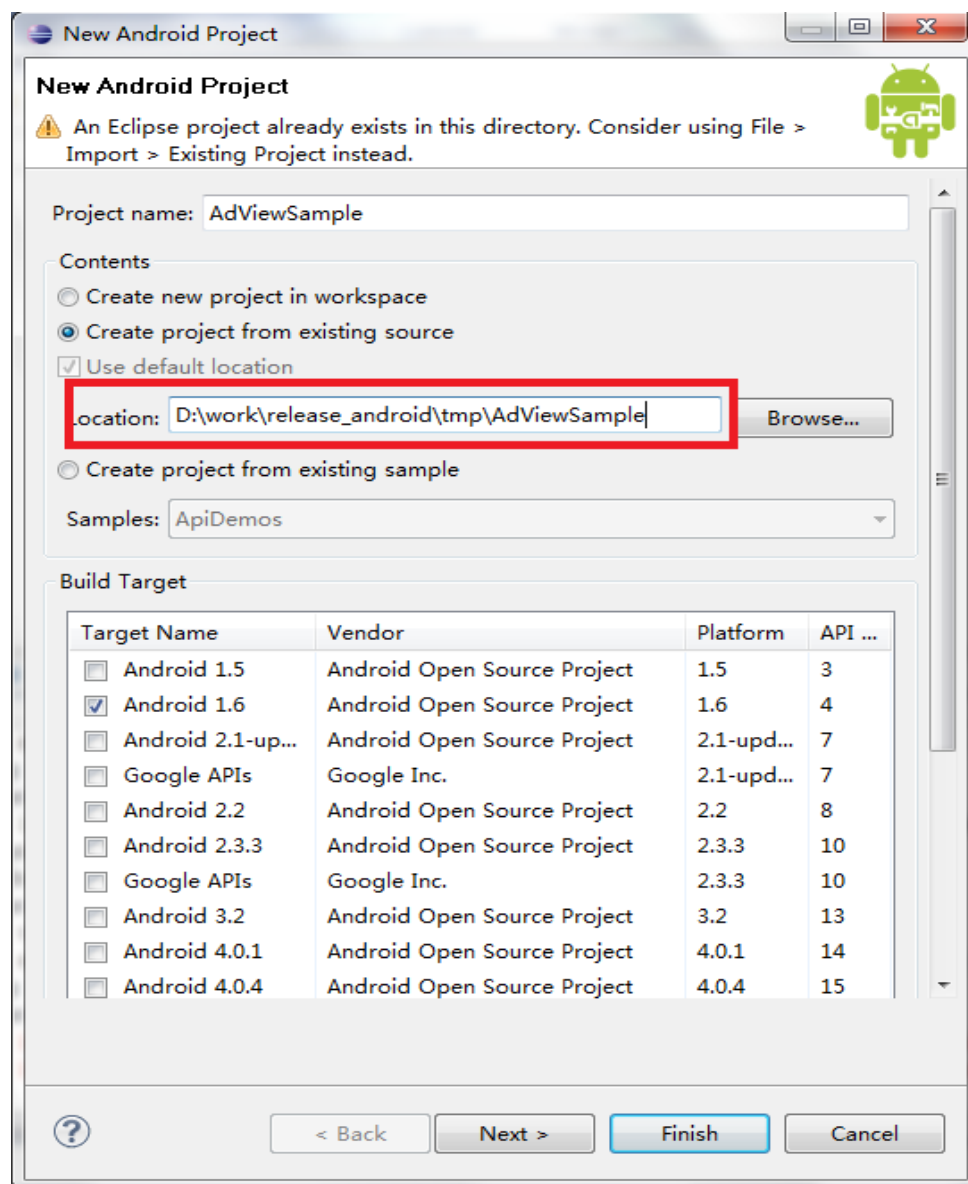 New Android Project
New Android Project
An Eclipse project already exists in this directory. Consider using File >
Import > Existing Project instead.
Project name: AdViewSample
Contents
Create new project in workspace
Create project from existing source
Use default location
Location: D:\work\release_android\tmp\AdViewSample Browse...
Create project from existing sample
Samples: ApiDemos
Build Target
Target Name Vendor Platform API ...
Android 1.5 Android Open Source Project 1.5 3
Android 1.6 Android Open Source Project 1.6 4
Android 2.1-up... Android Open Source Project 2.1-upd... 7
Google APIs Google Inc. 2.1-upd... 7
Android 2.2 Android Open Source Project 2.2 8
Android 2.3.3 Android Open Source Project 2.3.3 10
Google APIs Google Inc. 2.3.3 10
Android 3.2 Android Open Source Project 3.2 13
Android 4.0.1 Android Open Source Project 4.0.1 14
Android 4.0.4 Android Open Source Project 4.0.4 15
< Back Next > Finish Cancel